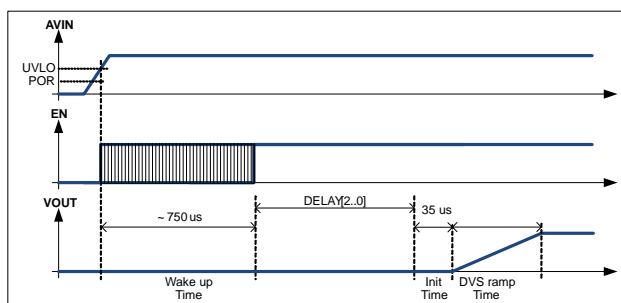 AVIN
UVLO
POR
EN
VOUT
~ 750 us
DELAY[2..0]
35 us
Wake up
Time
Init
Time
DVS ramp
Time